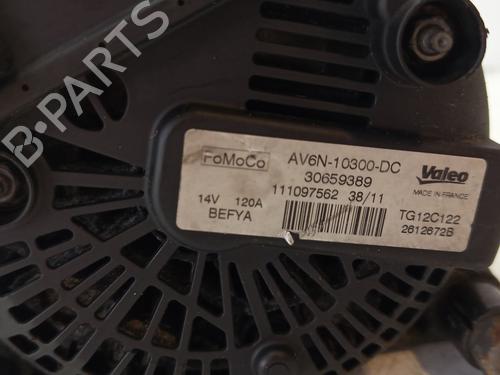 B-PARTS
FoMoCo
AV6N-10300-DC
30659389
111097562 38/11
14V 120A
BEFYA
Valeo
MADE IN FRANCE
TG12C122
2612672B